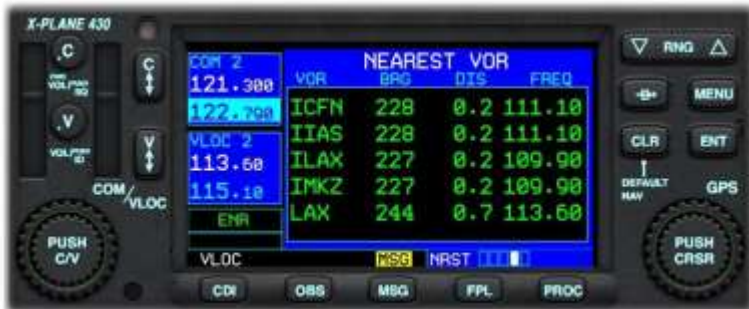 X-PLANE 430
.C
C
PWR VOL PUSH SQ
.V
V
VOL PUSH ID
COM/VLOC
PUSH C/V
COM 2
121.300
122.790
VLOC 2
113.60
115.10
ENR
VLOC
NEAREST VOR
VOR BRG DIS FREQ
ICFN 228 0.2 111.10
IIAS 228 0.2 111.10
ILAX 227 0.2 109.90
IMKZ 227 0.2 109.90
LAX 244 0.7 113.60
MSG NRST
CDI OBS MSG FPL PROC
RNG
D
MENU
CLR ENT
DEFAULT NAV
GPS
PUSH CRSR